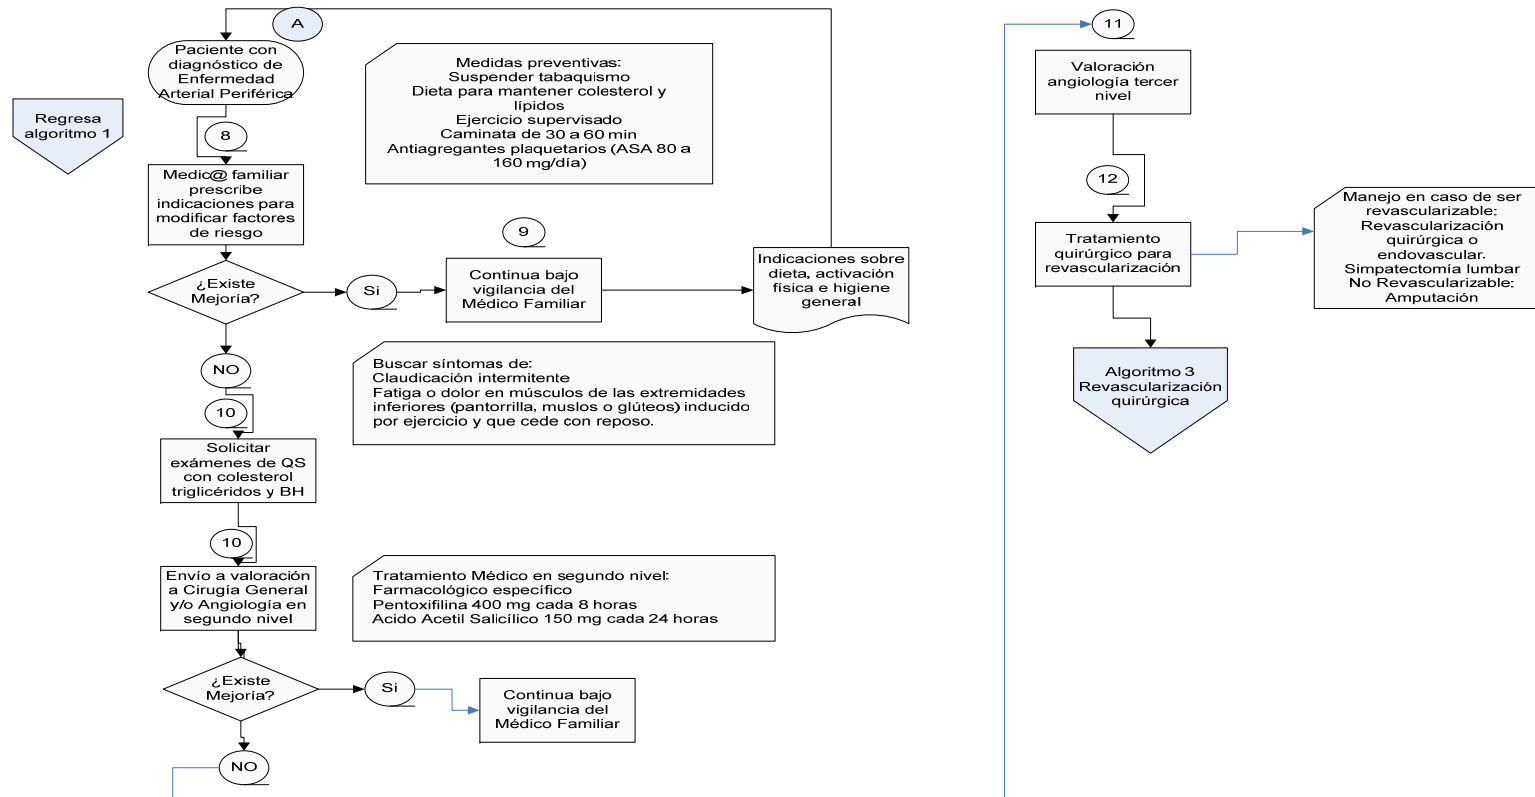 A
Paciente con
diagnóstico de
Enfermedad
Arterial Periférica
Regresa
algoritmo 1
8
Medic@ familiar
prescribe
indicaciones para
modificar factores
de riesgo
Medidas preventivas:
Suspender tabaquismo
Dieta para mantener colesterol y
lípidos
Ejercicio supervisado
Caminata de 30 a 60 min
Antiagregantes plaquetarios (ASA 80 a
160 mg/día)
¿Existe
Mejoría?
Si
9
Continua bajo
vigilancia del
Médico Familiar
Indicaciones sobre
dieta, activación
física e higiene
general
NO
10
Solicitar
exámenes de QS
con colesterol
triglicéridos y BH
Buscar síntomas de:
Claudicación intermitente
Fatiga o dolor en músculos de las extremidades
inferiores (pantorrilla, muslos o glúteos) inducido
por ejercicio y que cede con reposo.
10
Envío a valoración
a Cirugía General
y/o Angiología en
segundo nivel
Tratamiento Médico en segundo nivel:
Farmacológico específico
Pentoxifilina 400 mg cada 8 horas
Acido Acetil Salicílico 150 mg cada 24 horas
¿Existe
Mejoría?
Si
Continua bajo
vigilancia del
Médico Familiar
NO
11
Valoración
angiología tercer
nivel
12
Tratamiento
quirúrgico para
revascularización
Manejo en caso de ser
revascularizable:
Revascularización
quirúrgica o
endovascular.
Simpatectomía lumbar
No Revascularizable:
Amputación
Algoritmo 3
Revascularización
quirúrgica